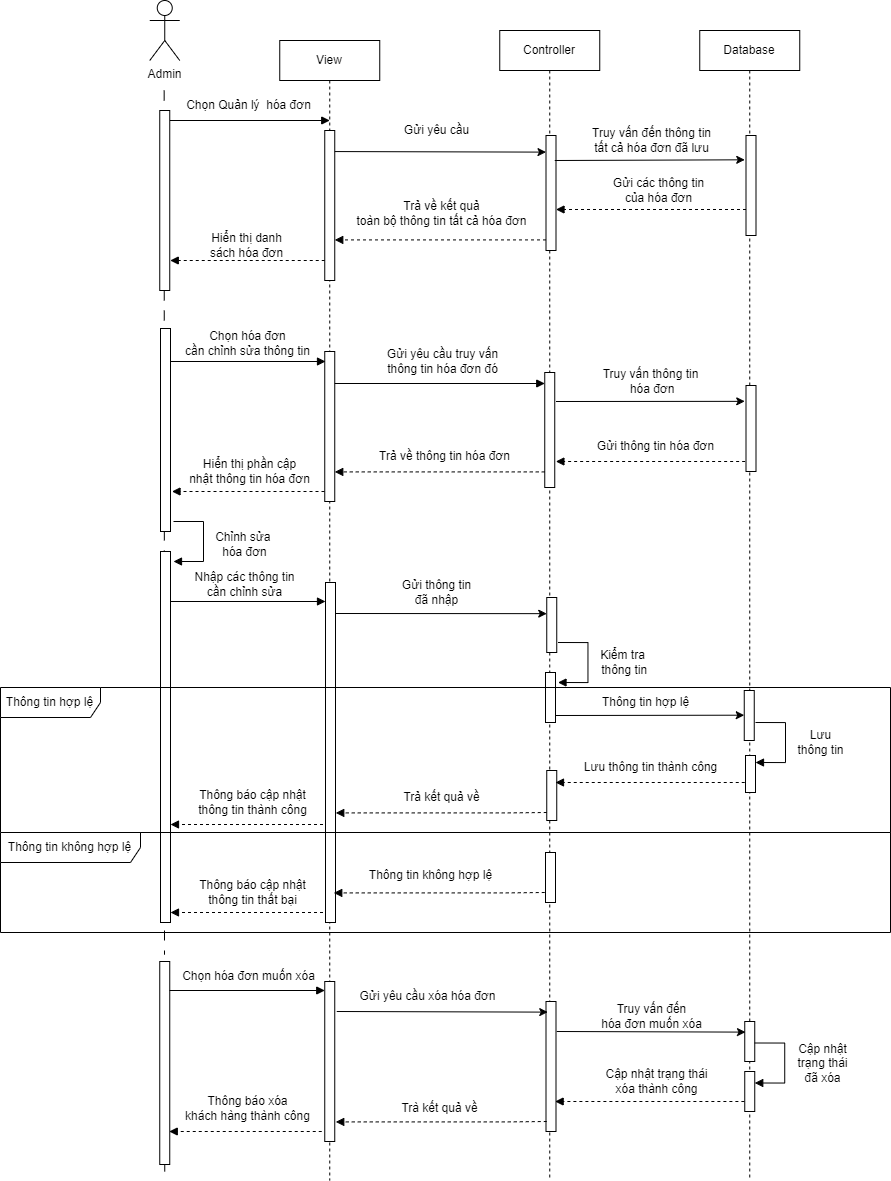 Admin
View
Controller
Database
Chọn Quản lý hóa đơn
Gửi yêu cầu
Truy vấn đến thông tin
tất cả hóa đơn đã lưu
Gửi các thông tin
của hóa đơn
Trả về kết quả
toàn bộ thông tin tất cả hóa đơn
Hiển thị danh
sách hóa đơn
Chọn hóa đơn
cần chỉnh sửa thông tin
Gửi yêu cầu truy vấn
thông tin hóa đơn đó
Truy vấn thông tin
hóa đơn
Gửi thông tin hóa đơn
Trả về thông tin hóa đơn
Hiển thị phần cập
nhật thông tin hóa đơn
Chỉnh sửa
hóa đơn
Nhập các thông tin
cần chỉnh sửa
Gửi thông tin
đã nhập
Kiểm tra
thông tin
Thông tin hợp lệ
Thông tin hợp lệ
Lưu
thông tin
Lưu thông tin thành công
Trả kết quả về
Thông báo cập nhật
thông tin thành công
Thông tin không hợp lệ
Thông tin không hợp lệ
Thông báo cập nhật
thông tin thất bại
Chọn hóa đơn muốn xóa
Gửi yêu cầu xóa hóa đơn
Truy vấn đến
hóa đơn muốn xóa
Cập nhật
trạng thái
đã xóa
Cập nhật trạng thái
xóa thành công
Trả kết quả về
Thông báo xóa
khách hàng thành công